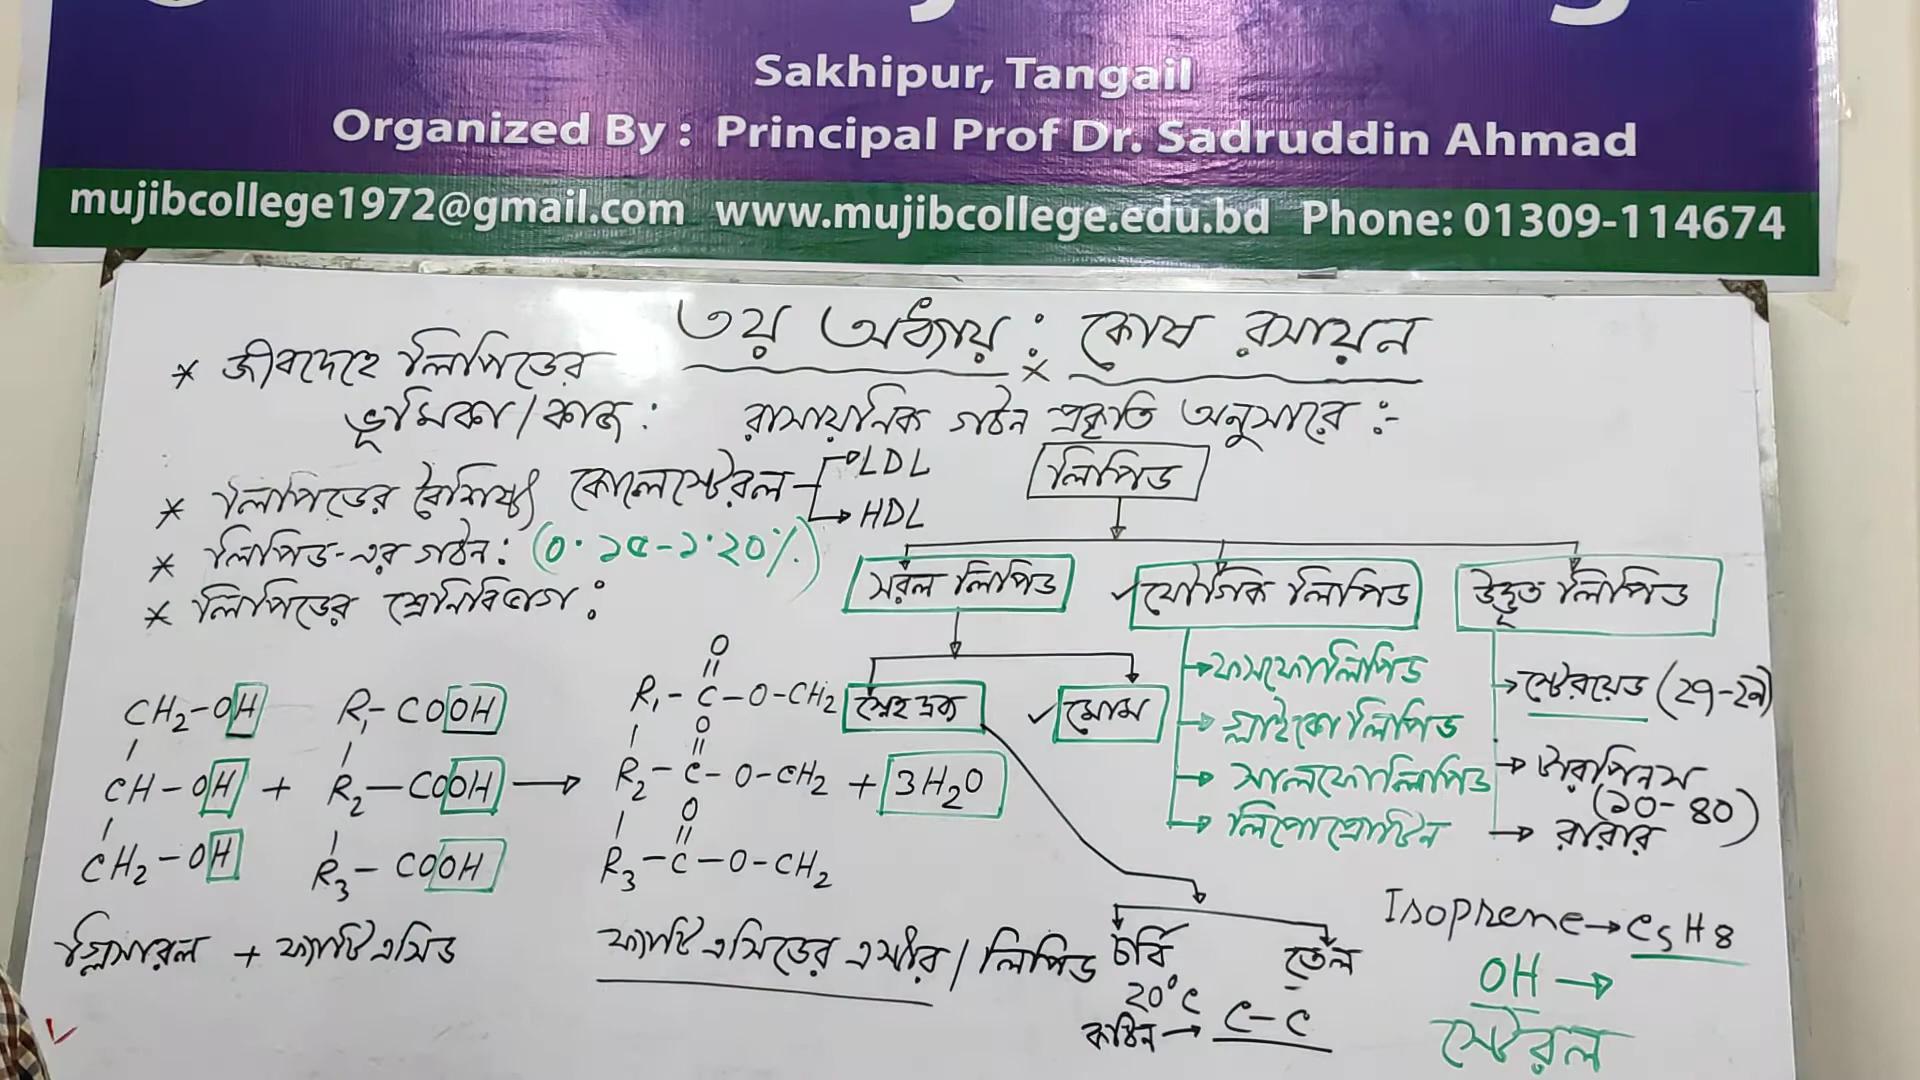 Sakhipur, Tangail
Organized By : Principal Prof Dr. Sadruddin Ahmad
mujibcollege1972@gmail.com www.mujibcollege.edu.bd Phone: 01309-114674
৩য় অধ্যায় : কোষ রসায়ন
* জীবদেহে লিপিডের
ভূমিকা/কাজ :
রাসায়নিক গঠন প্রকৃতি অনুসারে :-
* লিপিডের বৈশিষ্ট্য কোলেস্টেরল
LDL
HDL
* লিপিড-এর গঠন : (০.১৫-১.২০%)
* লিপিডের শ্রেনিবিভাগ :
লিপিড
সরল লিপিড
যৌগিক লিপিড
উদ্ভূত লিপিড
স্নেহ দ্রব্য
মোম
→ ফসফোলিপিড
→ গ্লাইকোলিপিড
→ সালফোলিপিড
→ লিপোপ্রোটিন
→ স্টেরয়েড (২৭-২৯)
→ টারপিনস
(১০-৪০)
→ রাবার
CH2-OH
CH-OH
CH2-OH
+
R1-COOH
R2-COOH
R3-COOH
→
O
R1-C-O-CH2
O
R2-C-O-CH2 + 3H2O
O
R3-C-O-CH2
গ্লিসারল + ফ্যাটি এসিড
ফ্যাটি এসিডের এস্টার / লিপিড
চর্বি
তেল
20°C
কঠিন → C-C
Isoprene → C5H8
OH →
স্টেরল